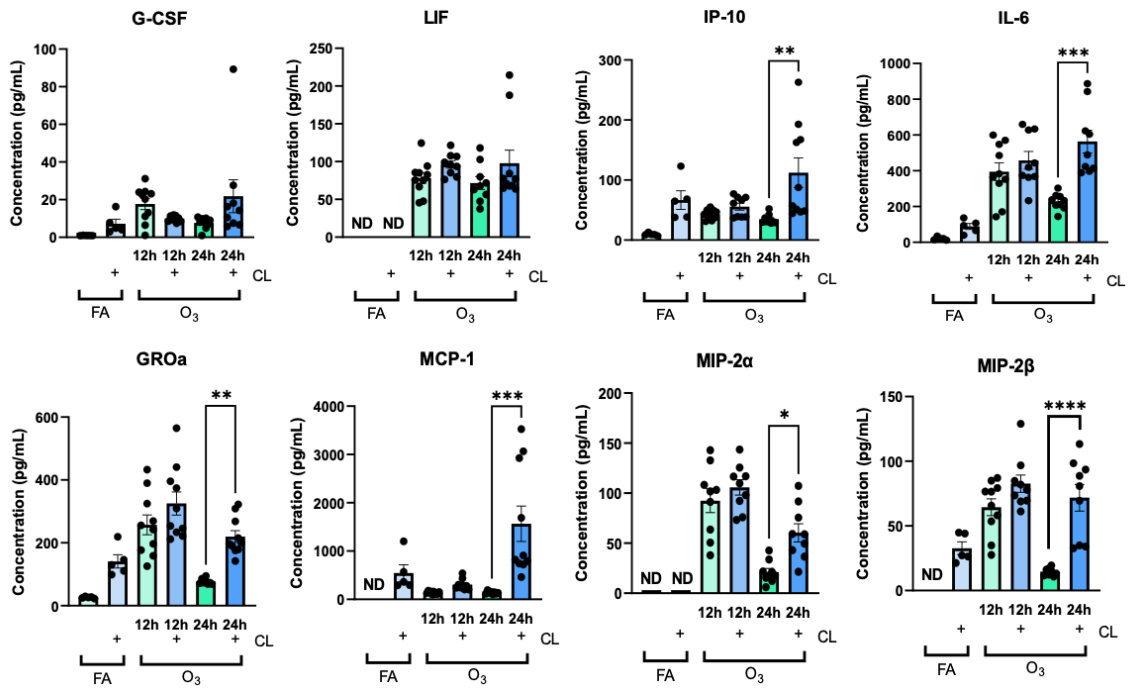 G-CSF
Concentration (pg/mL)
100
80
60
40
20
0
12h 12h 24h 24h
+ + + CL
FA O3
LIF
Concentration (pg/mL)
250
200
150
100
50
0
ND ND
12h 12h 24h 24h
+ + + CL
FA O3
IP-10
Concentration (pg/mL)
300
200
100
0
**
12h 12h 24h 24h
+ + + CL
FA O3
IL-6
Concentration (pg/mL)
1000
800
600
400
200
0
***
12h 12h 24h 24h
+ + + CL
FA O3
GROa
Concentration (pg/mL)
600
400
200
0
**
12h 12h 24h 24h
+ + + CL
FA O3
MCP-1
Concentration (pg/mL)
4000
3000
2000
1000
0
***
ND
12h 12h 24h 24h
+ + + CL
FA O3
MIP-2α
Concentration (pg/mL)
200
150
100
50
0
*
ND ND
12h 12h 24h 24h
+ + + CL
FA O3
MIP-2β
Concentration (pg/mL)
150
100
50
0
****
ND
12h 12h 24h 24h
+ + + CL
FA O3